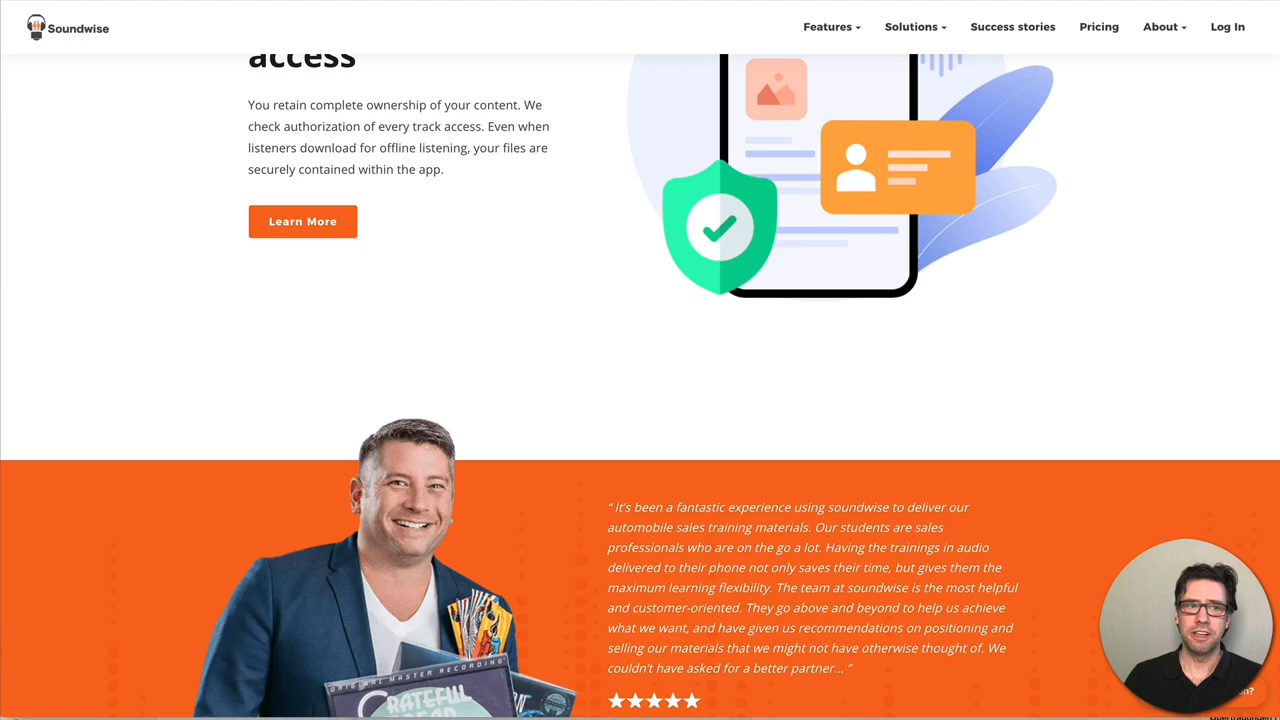 Soundwise
Features
Solutions
Success stories
Pricing
About
Log In
access
You retain complete ownership of your content. We
check authorization of every track access. Even when
listeners download for offline listening, your files are
securely contained within the app.
Learn More
“ It’s been a fantastic experience using soundwise to deliver our
automobile sales training materials. Our students are sales
professionals who are on the go a lot. Having the trainings in audio
delivered to their phone not only saves their time, but gives them the
maximum learning flexibility. The team at soundwise is the most helpful
and customer-oriented. They go above and beyond to help us achieve
what we want, and have given us recommendations on positioning and
selling our materials that we might not have otherwise thought of. We
couldn’t have asked for a better partner... ”
ORIGINAL MASTER RECORDING
GRATEFUL
DEAD